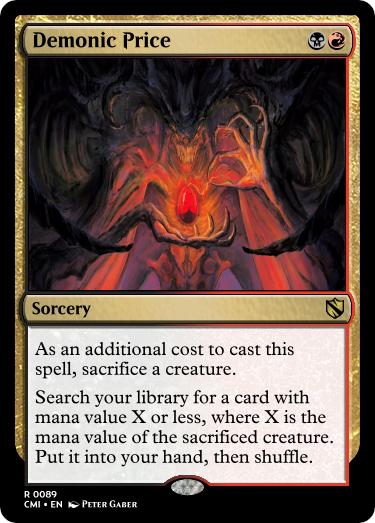 Demonic Price
Sorcery
As an additional cost to cast this
spell, sacrifice a creature.
Search your library for a card with
mana value X or less, where X is the
mana value of the sacrificed creature.
Put it into your hand, then shuffle.
R 0089
CMI • EN Peter Gaber